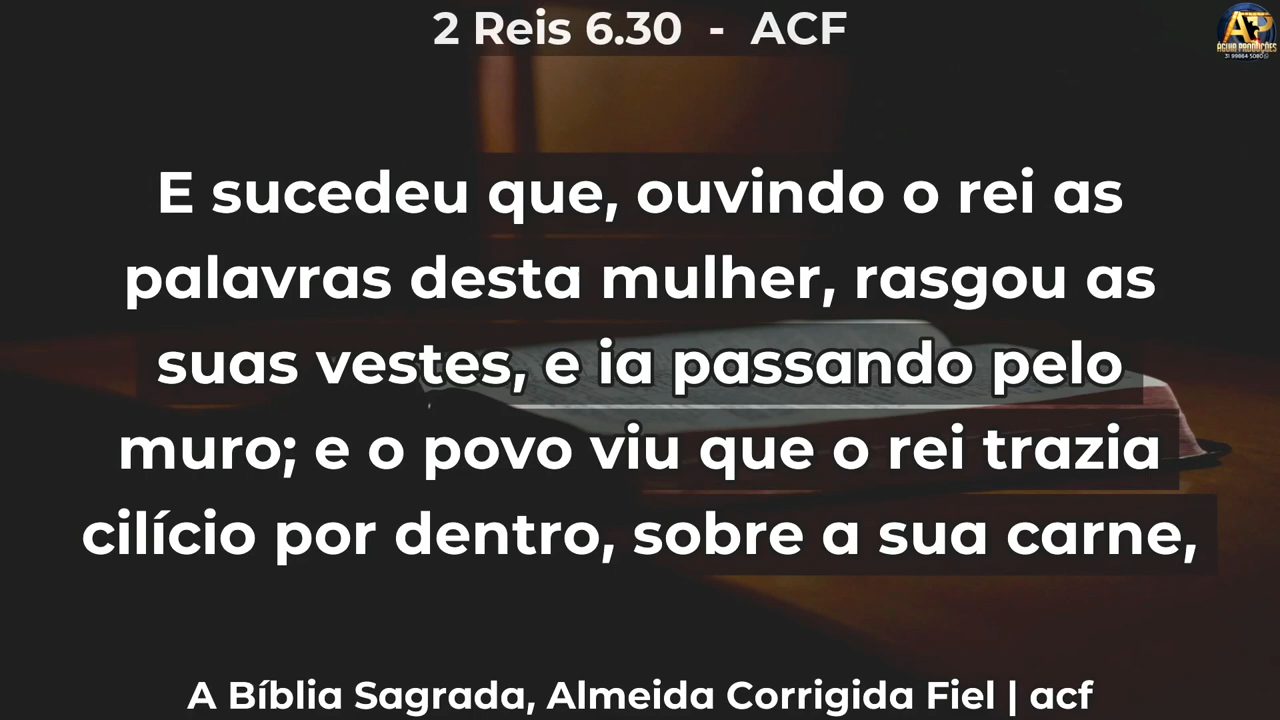 2 Reis 6.30 - ACF
ÁGUIA PRODUÇÕES
E sucedeu que, ouvindo o rei as
palavras desta mulher, rasgou as
suas vestes, e ia passando pelo
muro; e o povo viu que o rei trazia
cilício por dentro, sobre a sua carne,
A Bíblia Sagrada, Almeida Corrigida Fiel | acf